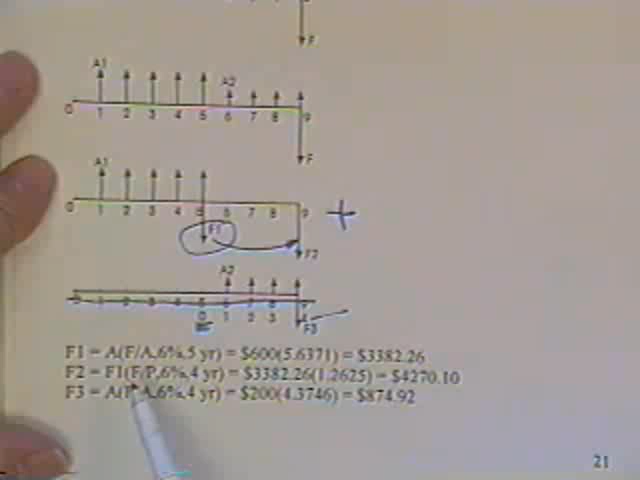 F
A1
A2
0 1 2 3 4 5 6 7 8 9
F
A1
0 1 2 3 4 5 6 7 8 9 +
F1
F2
A2
0 1 2 3
F3
F1 = A(F/A,6%,5 yr) = $600(5.6371) = $3382.26
F2 = F1(F/P,6%,4 yr) = $3382.26(1.2625) = $4270.10
F3 = A(F/A,6%,4 yr) = $200(4.3746) = $874.92
21